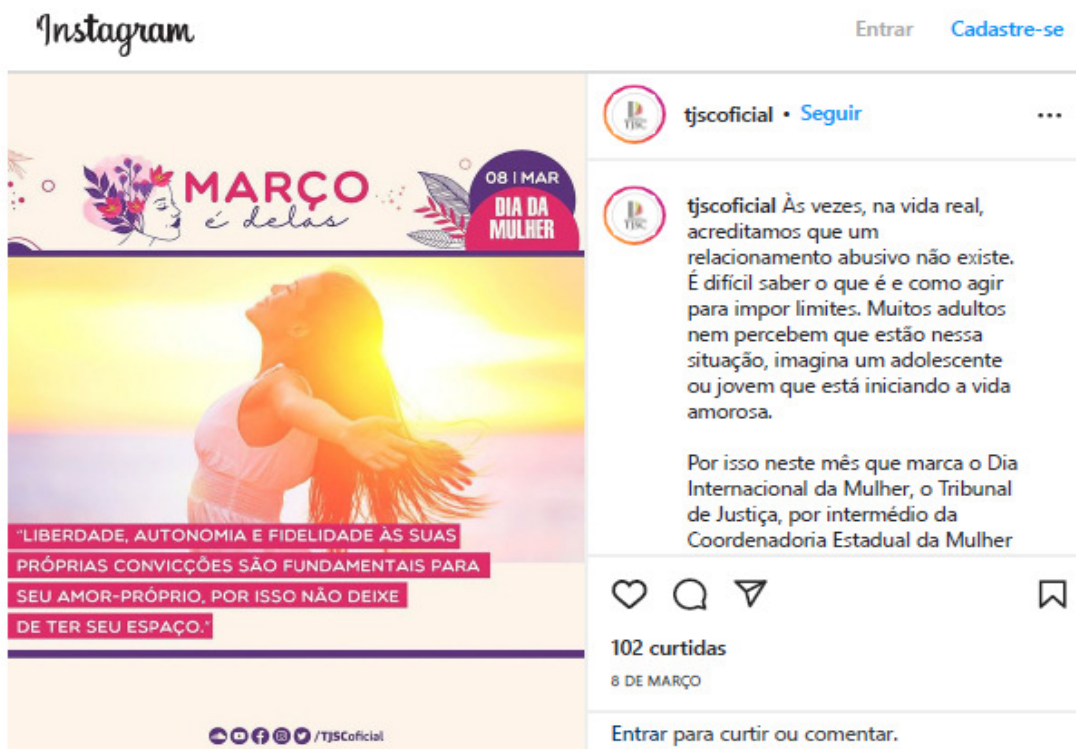 Instagram
Entrar
Cadastre-se
MARÇO
é delas
08 | MAR
DIA DA
MULHER
"LIBERDADE, AUTONOMIA E FIDELIDADE ÀS SUAS
PRÓPRIAS CONVICÇÕES SÃO FUNDAMENTAIS PARA
SEU AMOR-PRÓPRIO, POR ISSO NÃO DEIXE
DE TER SEU ESPAÇO."
/TJSCoficial
TJSC
tjscoficial • Seguir
TJSC
tjscoficial Às vezes, na vida real,
acreditamos que um
relacionamento abusivo não existe.
É difícil saber o que é e como agir
para impor limites. Muitos adultos
nem percebem que estão nessa
situação, imagina um adolescente
ou jovem que está iniciando a vida
amorosa.
Por isso neste mês que marca o Dia
Internacional da Mulher, o Tribunal
de Justiça, por intermédio da
Coordenadoria Estadual da Mulher
102 curtidas
8 DE MARÇO
Entrar para curtir ou comentar.